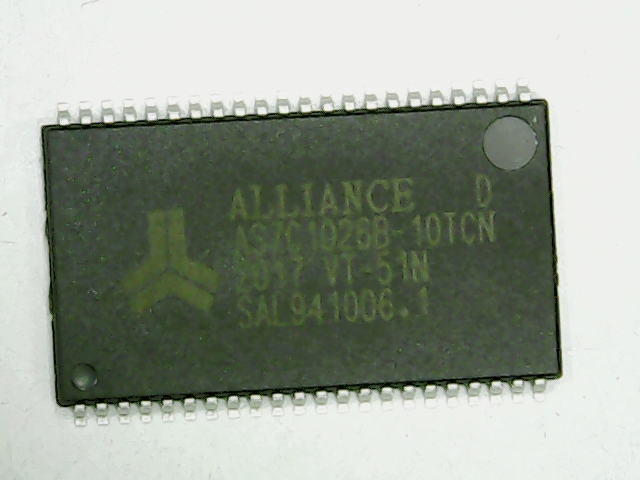 ALLIANCE D
AS7C1026B-10TCN
2017 VT-51N
SAL941006.1